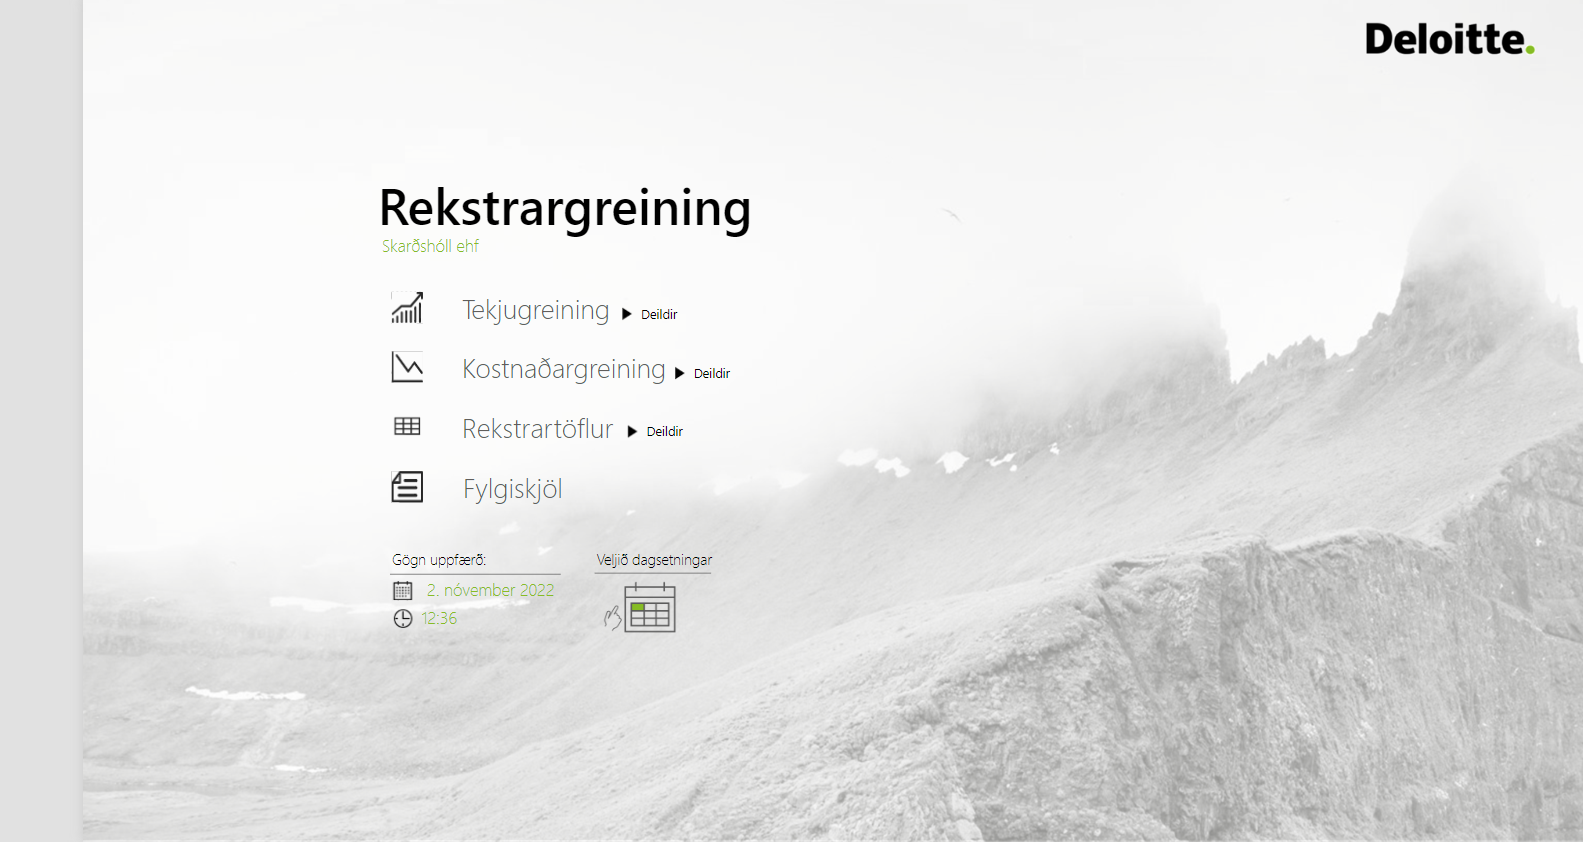 Deloitte.
Rekstrargreining
Skarðshóll ehf
Tekjugreining ▶ Deildir
Kostnaðargreining ▶ Deildir
Rekstrartöflur ▶ Deildir
Fylgiskjöl
Gögn uppfærð:
2. nóvember 2022
12:36
Veljið dagsetningar